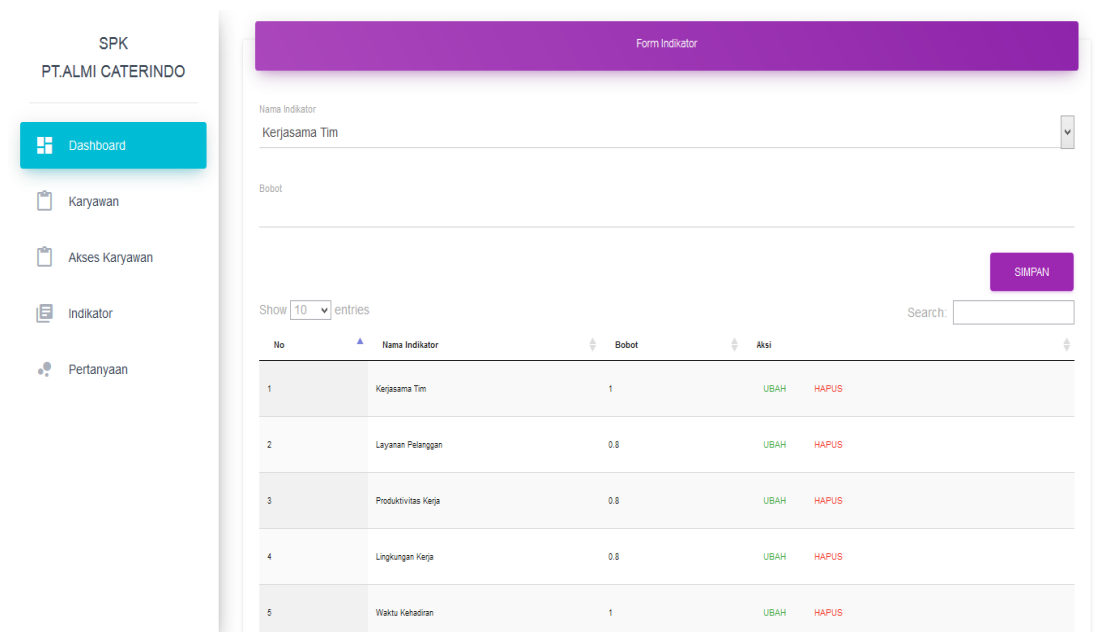 SPK
PT.ALMI CATERINDO
Dashboard
Karyawan
Akses Karyawan
Indikator
Pertanyaan
Form Indikator
Nama Indikator
Kerjasama Tim
Bobot
SIMPAN
Show 10 entries
Search:
No Nama Indikator Bobot Aksi
1 Kerjasama Tim 1 UBAH HAPUS
2 Layanan Pelanggan 0.8 UBAH HAPUS
3 Produktivitas Kerja 0.8 UBAH HAPUS
4 Lingkungan Kerja 0.8 UBAH HAPUS
5 Waktu Kehadiran 1 UBAH HAPUS